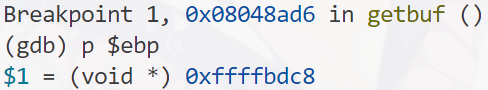 Breakpoint 1, 0x08048ad6 in getbuf ()
(gdb) p $ebp
$1 = (void *) 0xffffbdc8